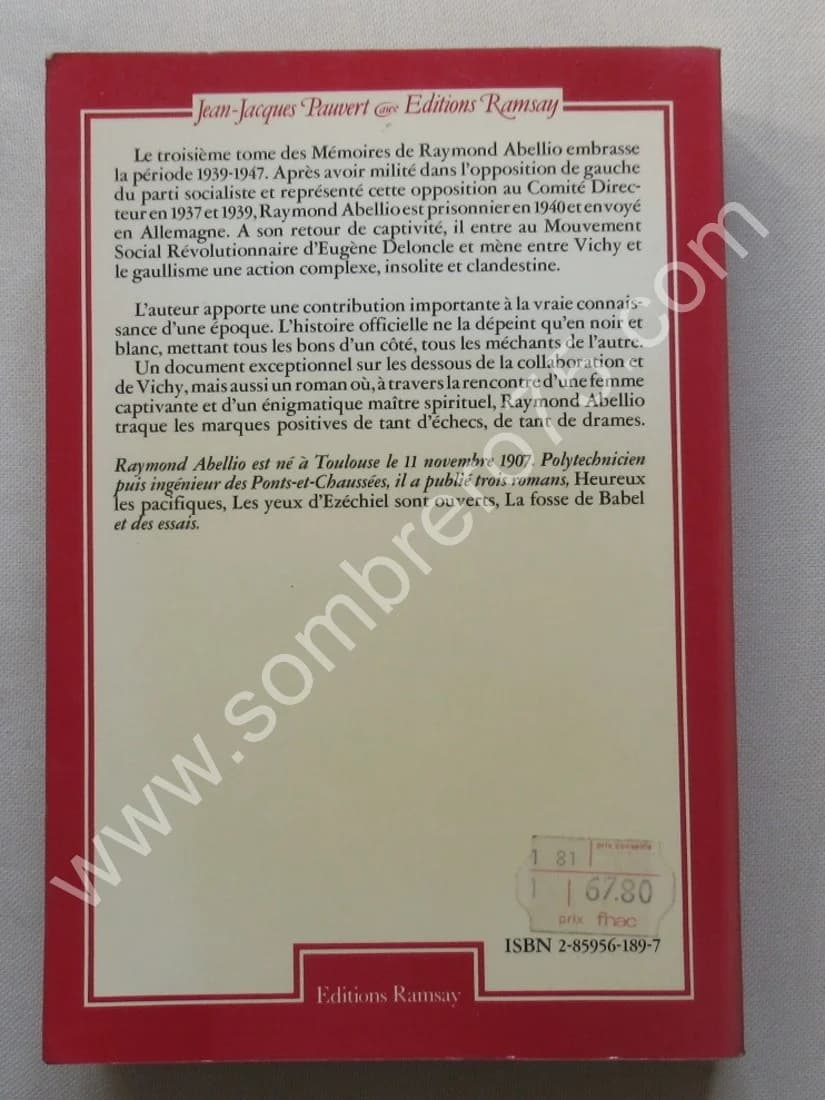 Jean-Jacques Pauvert avec Editions Ramsay
Le troisième tome des Mémoires de Raymond Abellio embrasse
la période 1939-1947. Après avoir milité dans l'opposition de gauche
du parti socialiste et représenté cette opposition au Comité Direc-
teur en 1937 et 1939, Raymond Abellio est prisonnier en 1940 et envoyé
en Allemagne. A son retour de captivité, il entre au Mouvement
Social Révolutionnaire d'Eugène Deloncle et mène entre Vichy et
le gaullisme une action complexe, insolite et clandestine.
L'auteur apporte une contribution importante à la vraie connais-
sance d'une époque. L'histoire officielle ne la dépeint qu'en noir et
blanc, mettant tous les bons d'un côté, tous les méchants de l'autre.
Un document exceptionnel sur les dessous de la collaboration et
de Vichy, mais aussi un roman où, à travers la rencontre d'une femme
captivante et d'un énigmatique maître spirituel, Raymond Abellio
traque les marques positives de tant d'échecs, de tant de drames.
Raymond Abellio est né à Toulouse le 11 novembre 1907. Polytechnicien
puis ingénieur des Ponts-et-Chaussées, il a publié trois romans, Heureux
les pacifiques, Les yeux d'Ezéchiel sont ouverts, La fosse de Babel
et des essais.
www.sombrero75.com
1 81 prix conseillé
1 67.80
prix fnac
ISBN 2-85956-189-7
Editions Ramsay